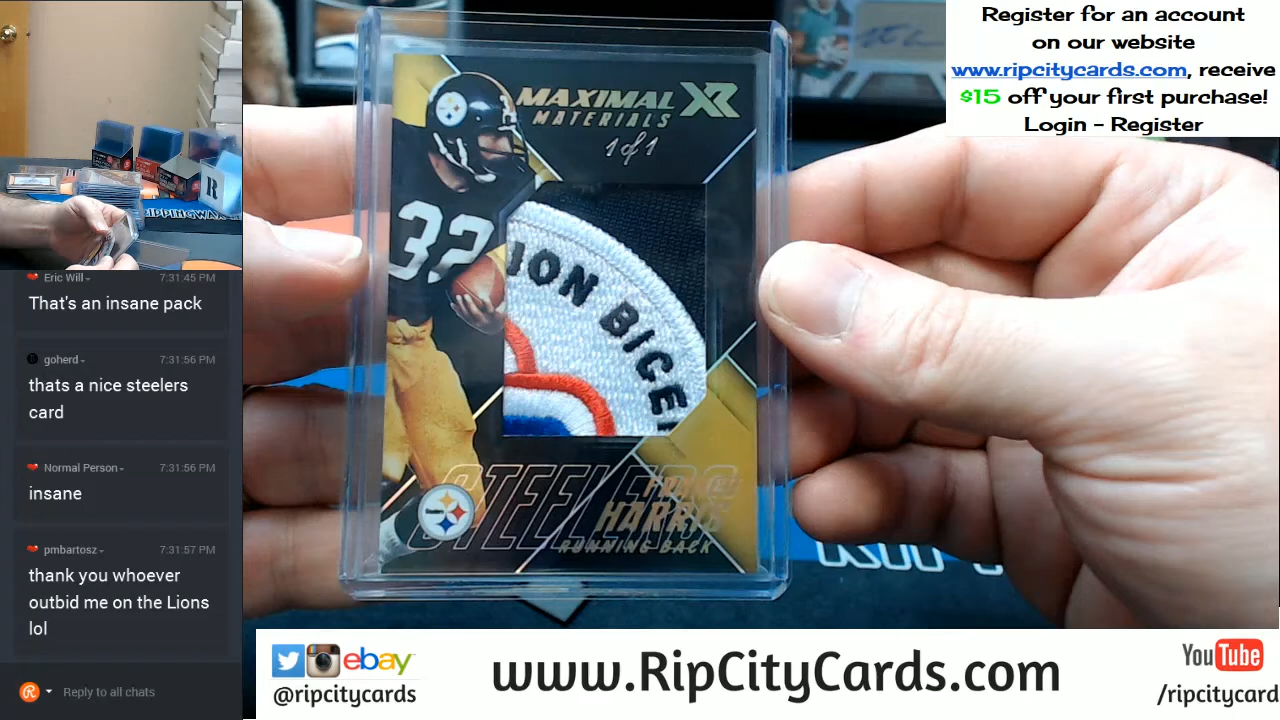 Register for an account
on our website
www.ripcitycards.com, receive
$15 off your first purchase!
Login - Register
MAXIMAL XR
MATERIALS
1 of 1
32
32
ION BICE
STEELERS
HARRIS
RUNNING BACK
Steelers
R
RIPPINGWAX
Eric Will
7:31:45 PM
That's an insane pack
goherd
7:31:56 PM
thats a nice steelers
card
Normal Person
7:31:56 PM
insane
pmbartosz
7:31:57 PM
thank you whoever
outbid me on the Lions
lol
Reply to all chats
ebay
@ripcitycards
www.RipCityCards.com
YouTube
/ripcitycard